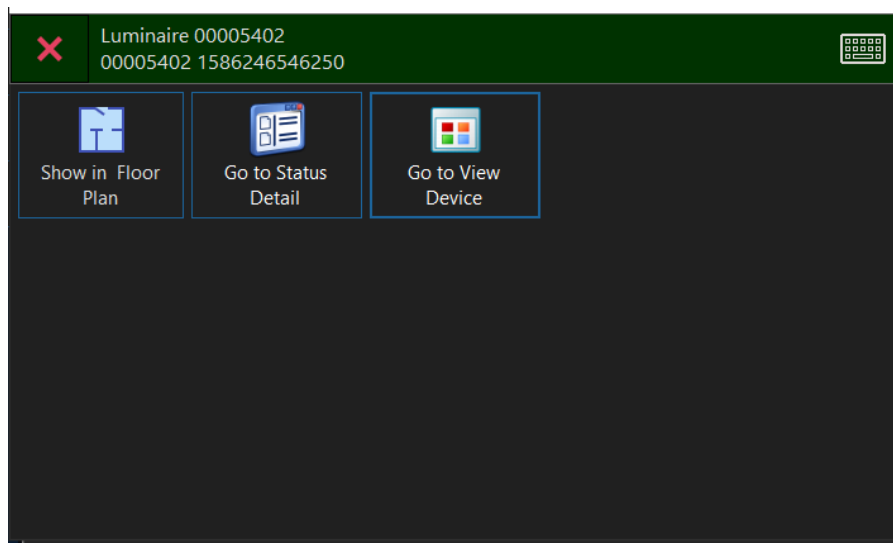 Luminaire 00005402
00005402 1586246546250
Show in Floor
Plan
Go to Status
Detail
Go to View
Device